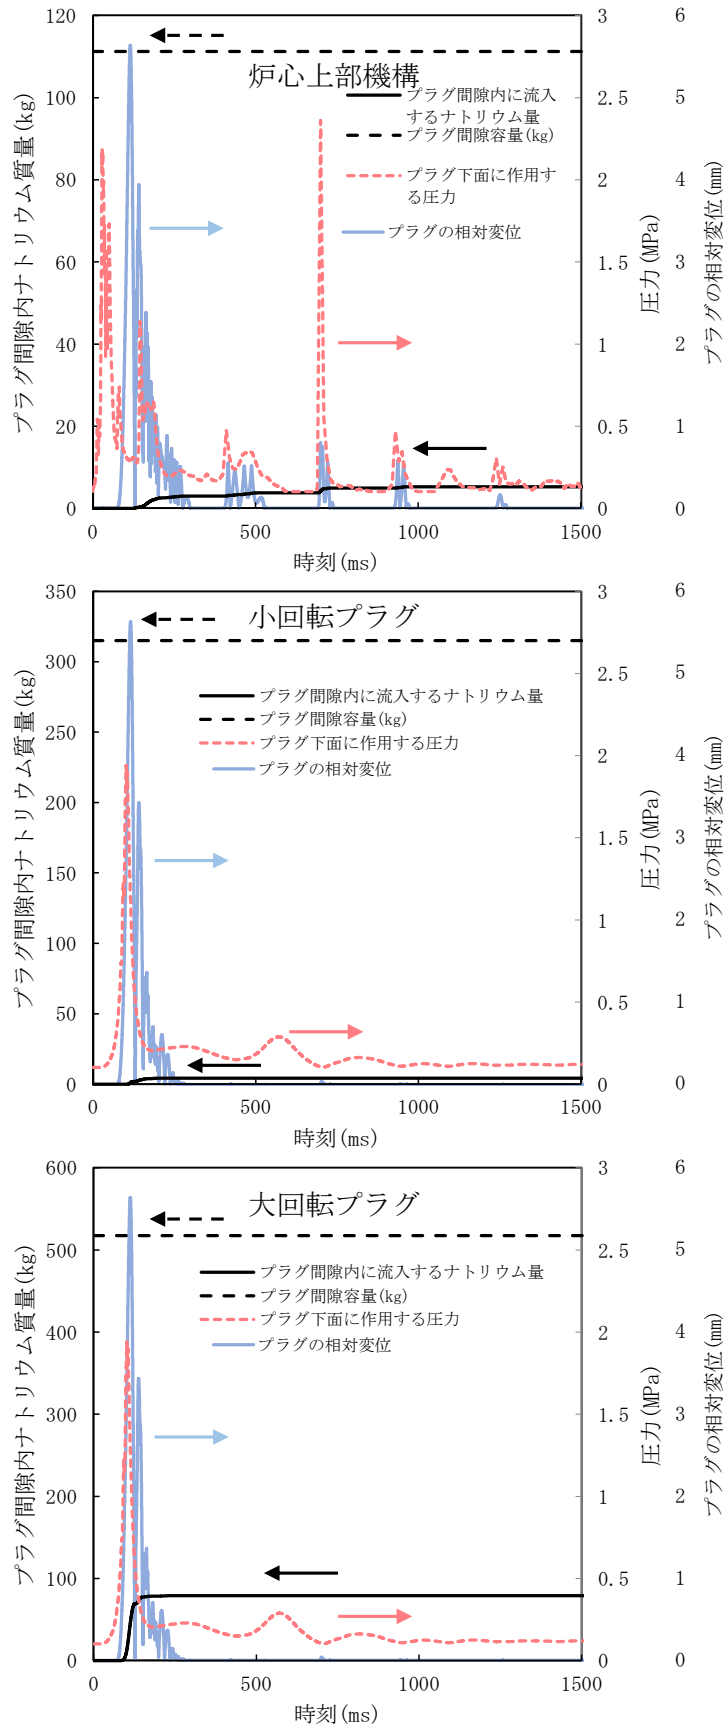 炉心上部機構
プラグ間隙内に流入
するナトリウム量
プラグ間隙容量(kg)
プラグ下面に作用す
る圧力
プラグの相対変位
プラグ間隙内ナトリウム質量(kg)
120
100
80
60
40
20
0
3
2.5
2
1.5
1
0.5
0
圧力(MPa)
6
5
4
3
2
1
0
プラグの相対変位(mm)
0 500 1000 1500
時刻(ms)
小回転プラグ
プラグ間隙内に流入するナトリウム量
プラグ間隙容量(kg)
プラグ下面に作用する圧力
プラグの相対変位
プラグ間隙内ナトリウム質量(kg)
350
300
250
200
150
100
50
0
3
2.5
2
1.5
1
0.5
0
圧力(MPa)
6
5
4
3
2
1
0
プラグの相対変位(mm)
0 500 1000 1500
時刻(ms)
大回転プラグ
プラグ間隙内に流入するナトリウム量
プラグ間隙容量(kg)
プラグ下面に作用する圧力
プラグの相対変位
プラグ間隙内ナトリウム質量(kg)
600
500
400
300
200
100
0
3
2.5
2
1.5
1
0.5
0
圧力(MPa)
6
5
4
3
2
1
0
プラグの相対変位(mm)
0 500 1000 1500
時刻(ms)